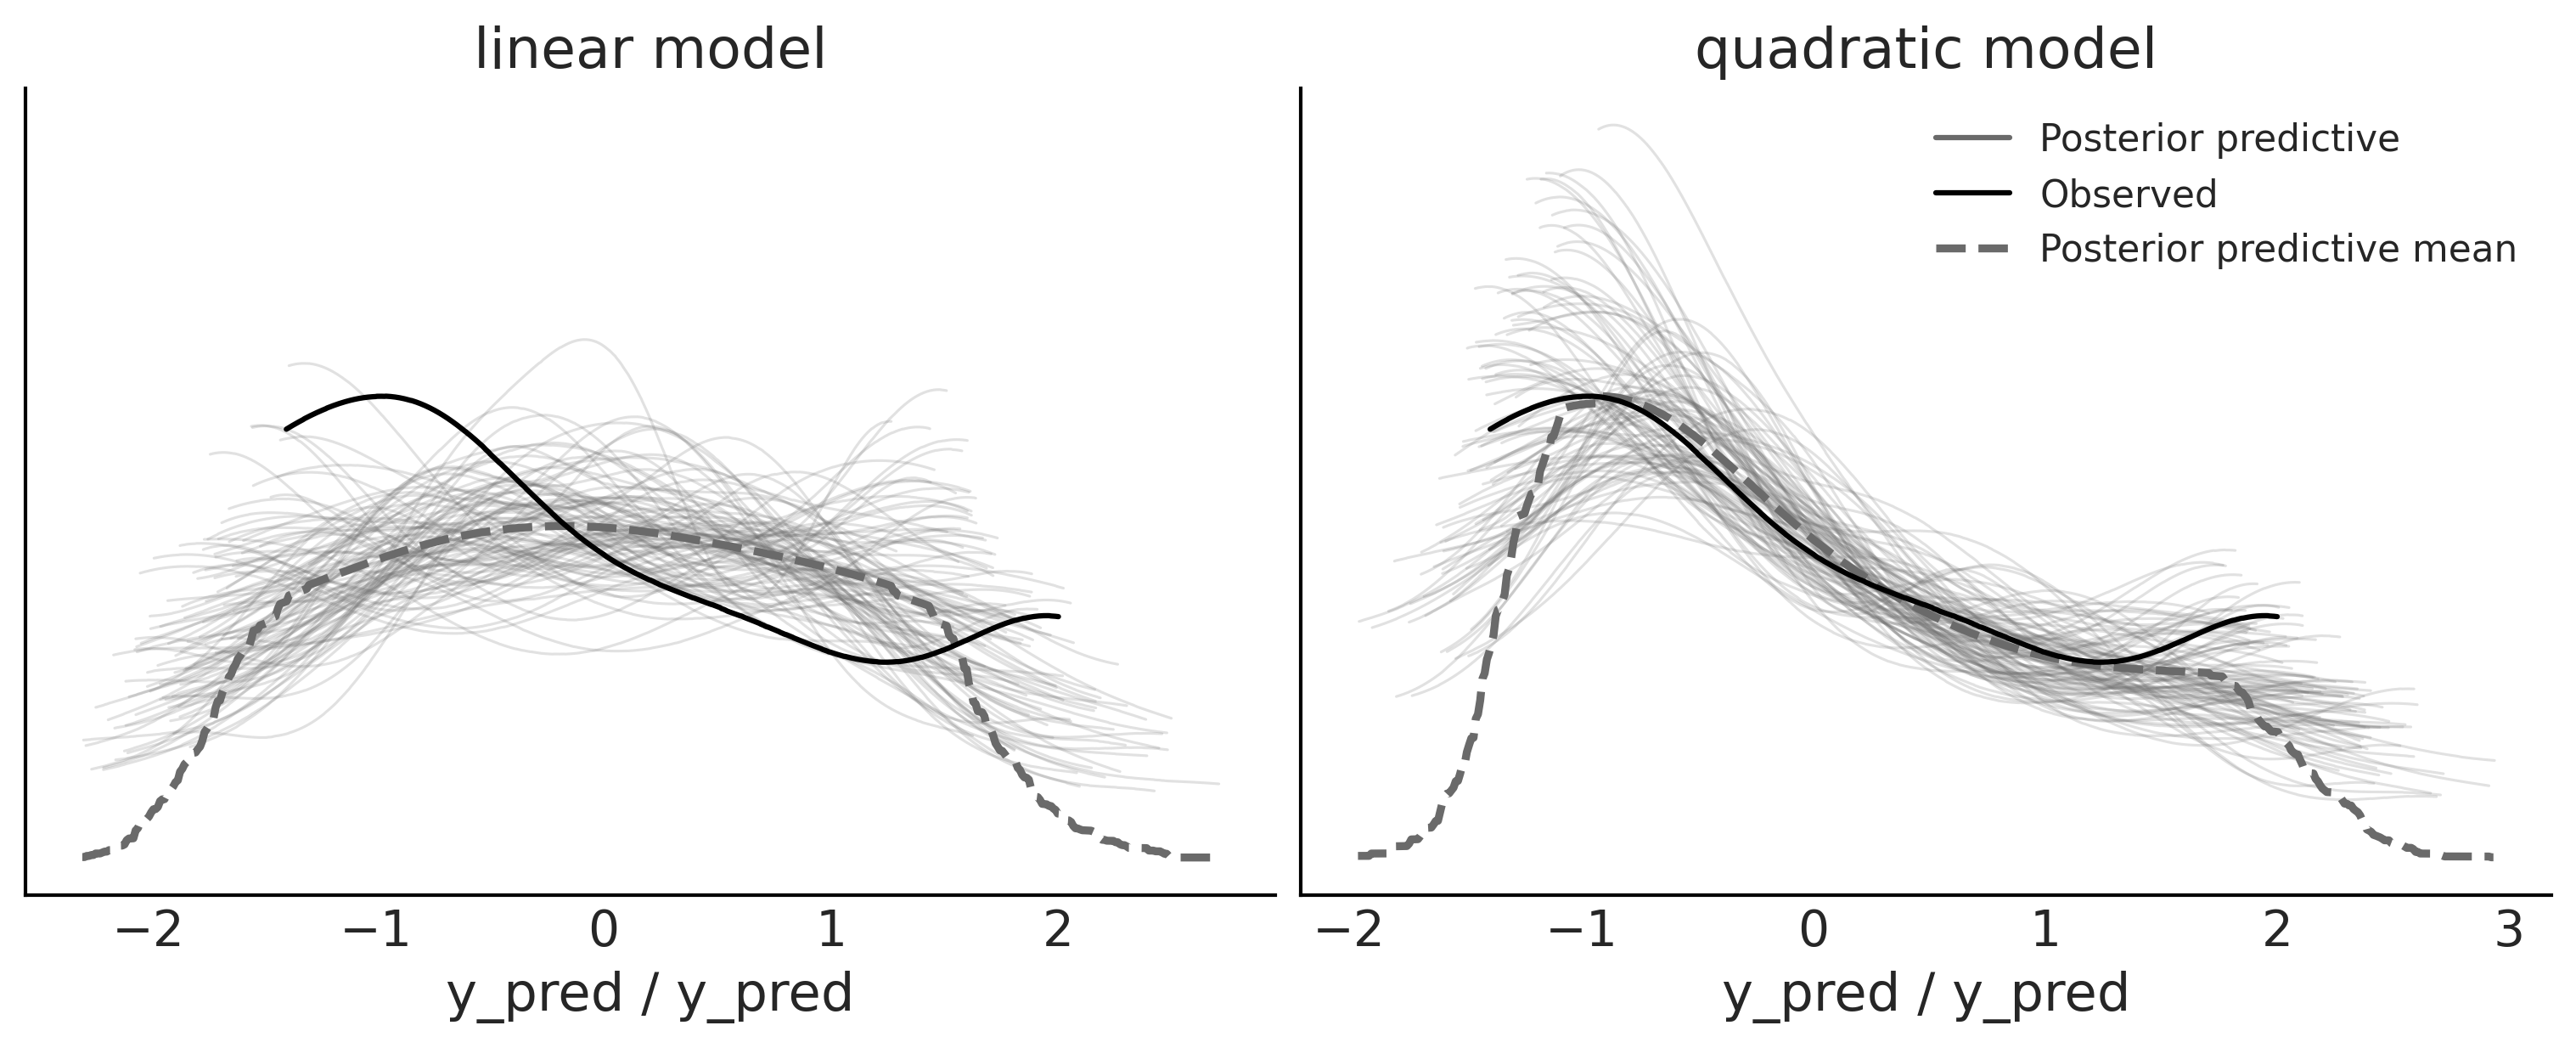 linear model
quadratic model
Posterior predictive
Observed
Posterior predictive mean
−2 −1 0 1 2
−2 −1 0 1 2 3
y_pred / y_pred
y_pred / y_pred